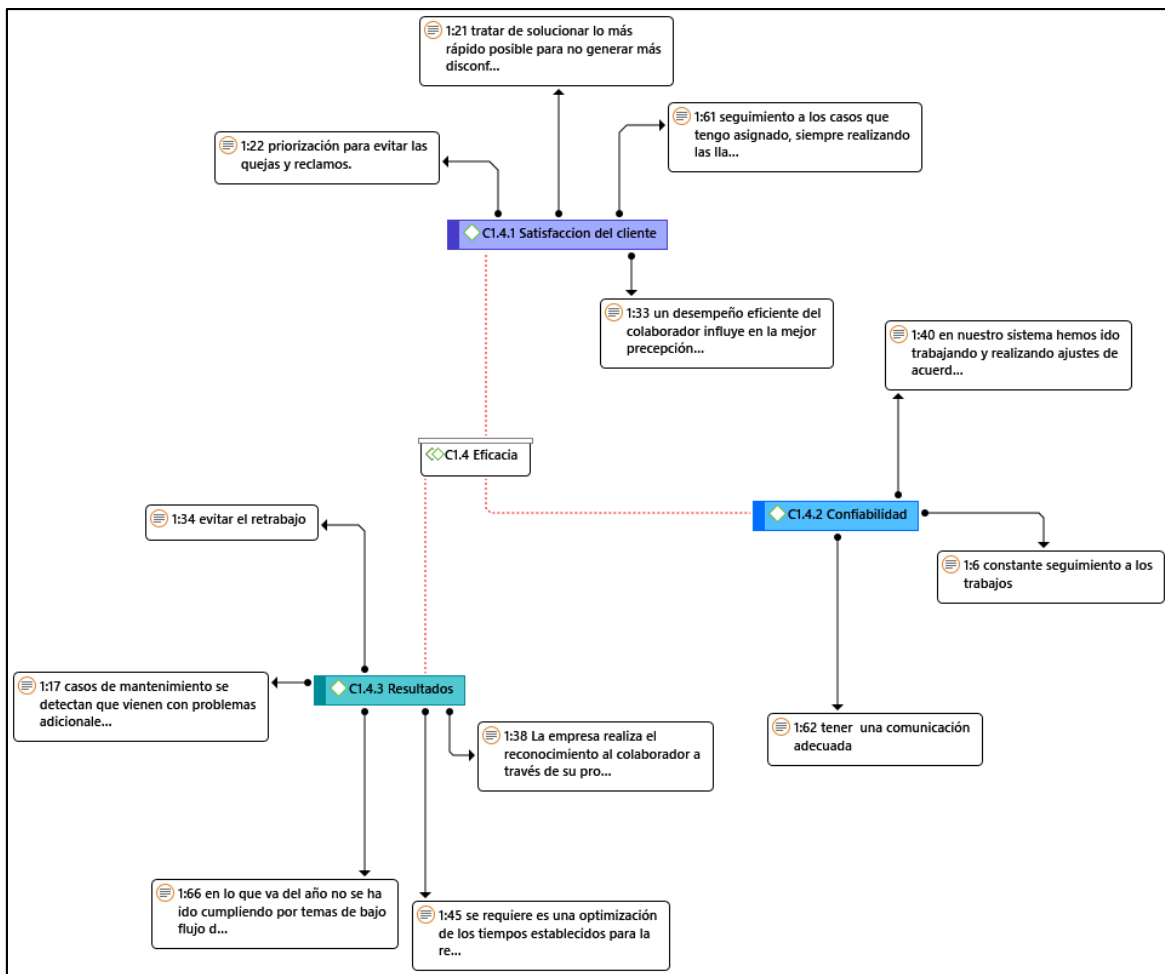 1:21 tratar de solucionar lo más
rápido posible para no generar más
disconf...
1:61 seguimiento a los casos que
tengo asignado, siempre realizando
las lla...
1:22 priorización para evitar las
quejas y reclamos.
C1.4.1 Satisfaccion del cliente
1:33 un desempeño eficiente del
colaborador influye en la mejor
precepción...
1:40 en nuestro sistema hemos ido
trabajando y realizando ajustes de
acuerd...
C1.4 Eficacia
1:34 evitar el retrabajo
C1.4.2 Confiabilidad
1:6 constante seguimiento a los
trabajos
1:17 casos de mantenimiento se
detectan que vienen con problemas
adicionale...
C1.4.3 Resultados
1:62 tener  una comunicación
adecuada
1:38 La empresa realiza el
reconocimiento al colaborador a
través de su pro...
1:66 en lo que va del año no se ha
ido cumpliendo por temas de bajo
flujo d...
1:45 se requiere es una optimización
de los tiempos establecidos para la
re...